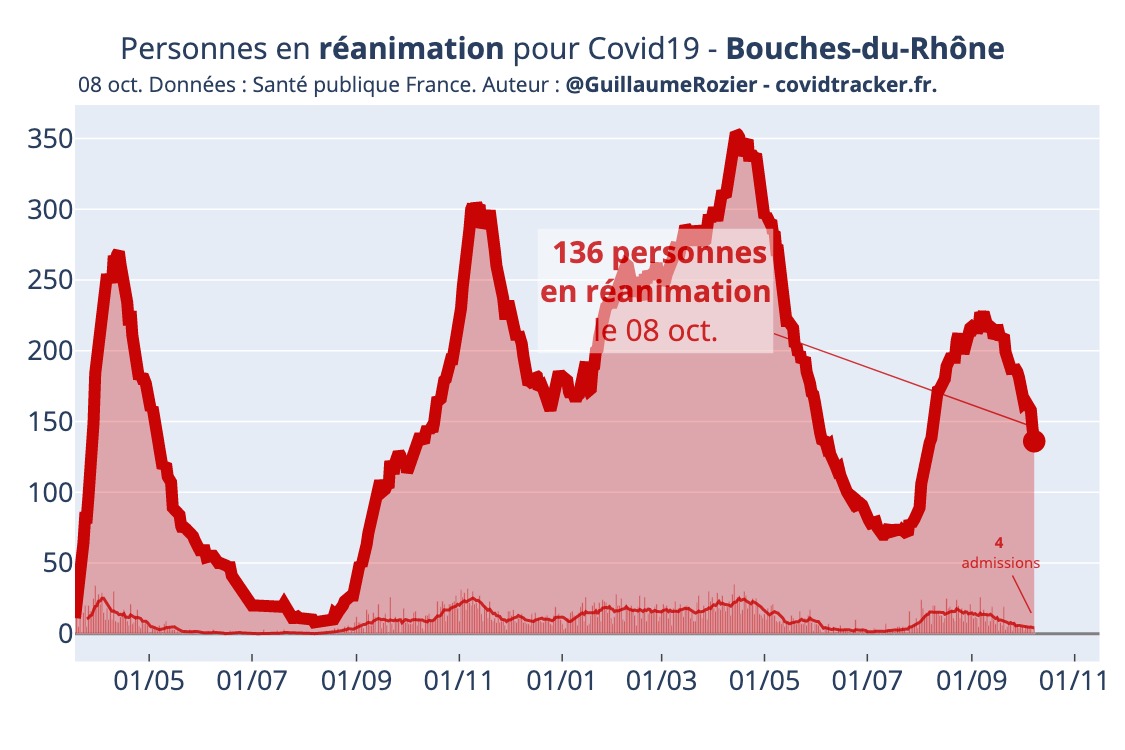 Personnes en réanimation pour Covid19 - Bouches-du-Rhône
08 oct. Données : Santé publique France. Auteur : @GuillaumeRozier - covidtracker.fr.
350
300
250
200
150
100
50
0
136 personnes
en réanimation
le 08 oct.
4
admissions
01/05 01/07 01/09 01/11 01/01 01/03 01/05 01/07 01/09 01/11